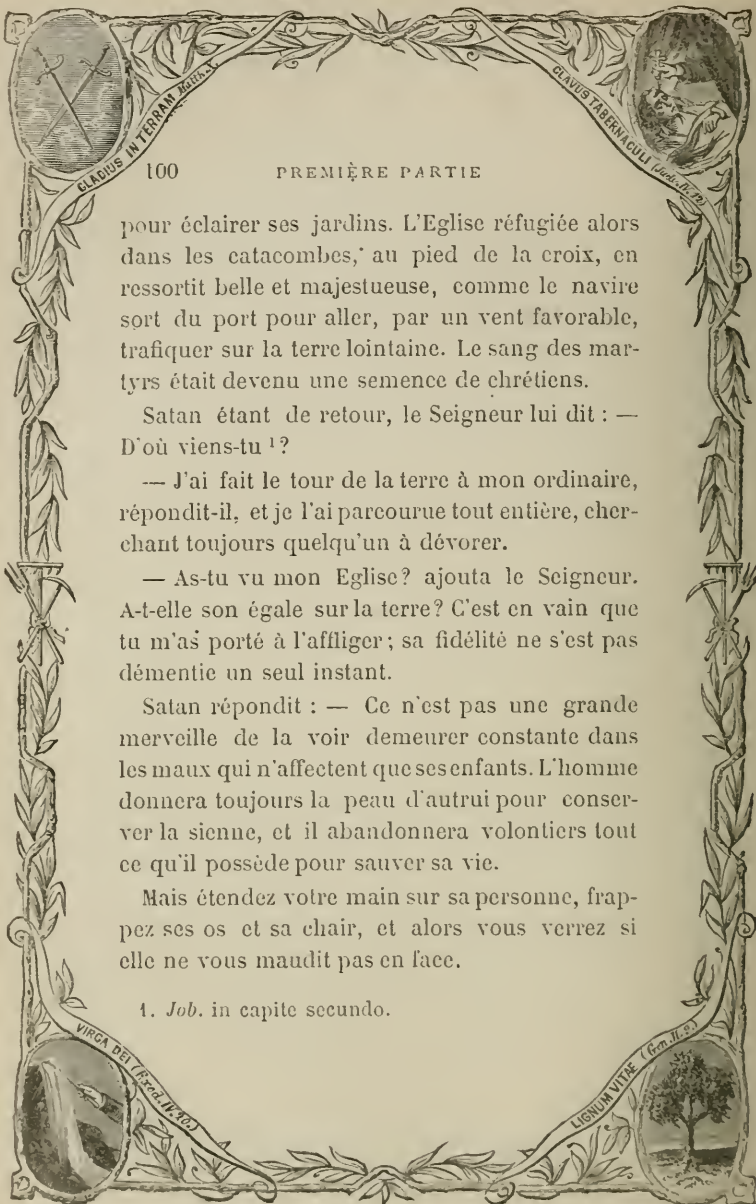 GLADIUS IN TERRAM Matth. X.
CLAVUS TABERNACULI (Judic. IV. 22)
100 PREMIÈRE PARTIE
pour éclairer ses jardins. L'Eglise réfugiée alors
dans les catacombes, au pied de la croix, en
ressortit belle et majestueuse, comme le navire
sort du port pour aller, par un vent favorable,
trafiquer sur la terre lointaine. Le sang des mar-
tyrs était devenu une semence de chrétiens.
Satan étant de retour, le Seigneur lui dit : —
D'où viens-tu 1?
— J'ai fait le tour de la terre à mon ordinaire,
répondit-il, et je l'ai parcourue tout entière, cher-
chant toujours quelqu'un à dévorer.
— As-tu vu mon Eglise? ajouta le Seigneur.
A-t-elle son égale sur la terre? C'est en vain que
tu m'as porté à l'affliger; sa fidélité ne s'est pas
démentie un seul instant.
Satan répondit : — Ce n'est pas une grande
merveille de la voir demeurer constante dans
les maux qui n'affectent que ses enfants. L'homme
donnera toujours la peau d'autrui pour conser-
ver la sienne, et il abandonnera volontiers tout
ce qu'il possède pour sauver sa vie.
Mais étendez votre main sur sa personne, frap-
pez ses os et sa chair, et alors vous verrez si
elle ne vous maudit pas en face.
1. Job. in capite secundo.
VIRGA DEI (Exod. IV. 20.)
LIGNUM VITAE (Gen. II. 9.)